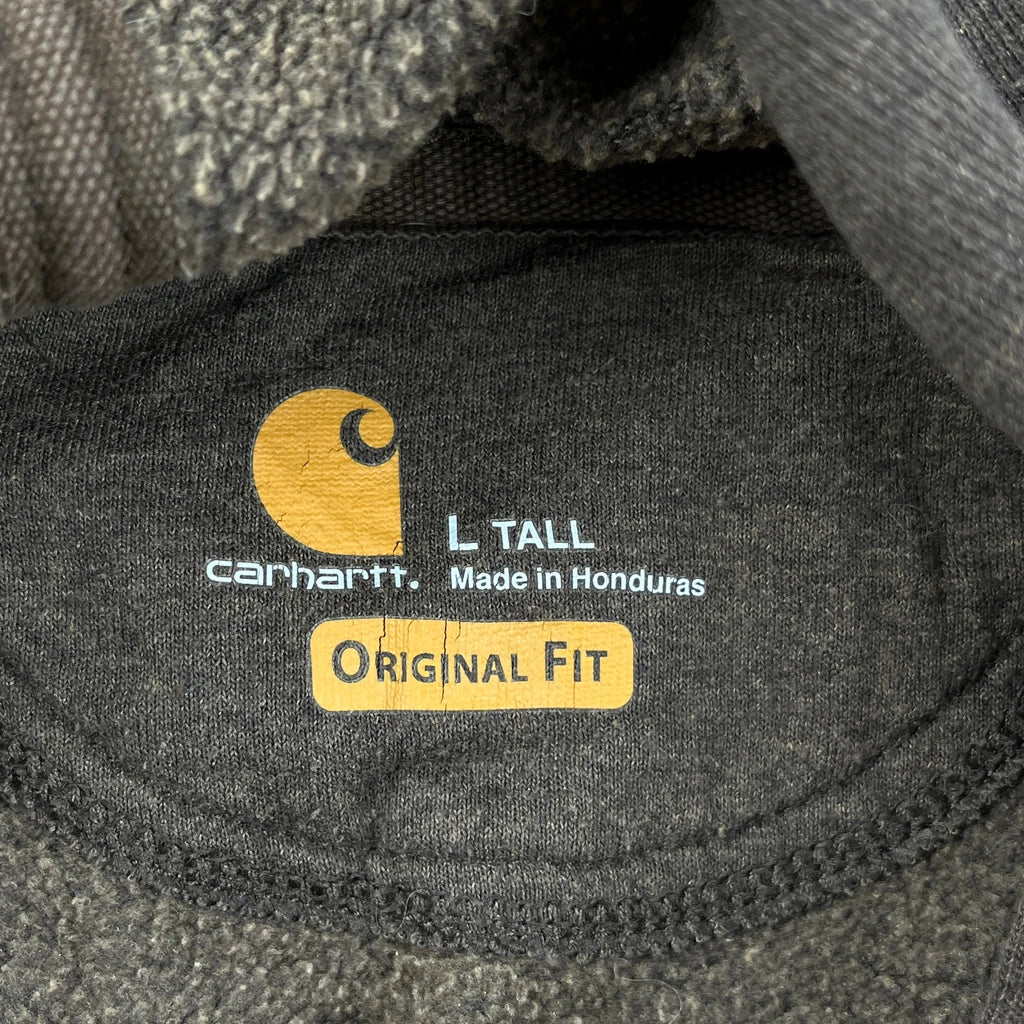 carhartt.
L TALL
Made in Honduras
ORIGINAL FIT